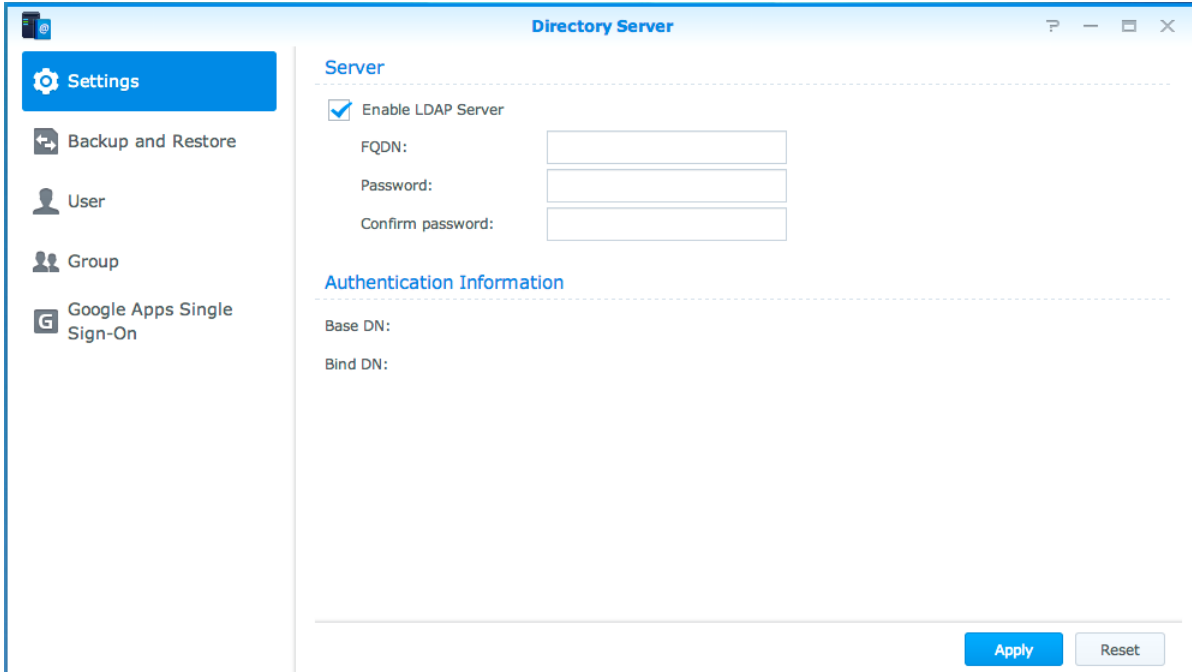 Directory Server
Settings
Backup and Restore
User
Group
Google Apps Single
Sign-On
Server
Enable LDAP Server
FQDN:
Password:
Confirm password:
Authentication Information
Base DN:
Bind DN:
Apply
Reset